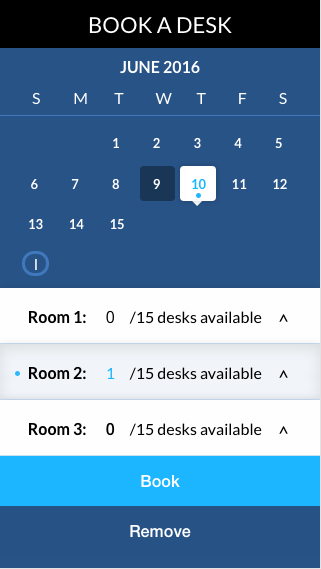 BOOK A DESK
JUNE 2016
S M T W T F S
1 2 3 4 5
6 7 8 9 10 11 12
13 14 15
Room 1: 0 /15 desks available ^
Room 2: 1 /15 desks available ^
Room 3: 0 /15 desks available ^
Book
Remove